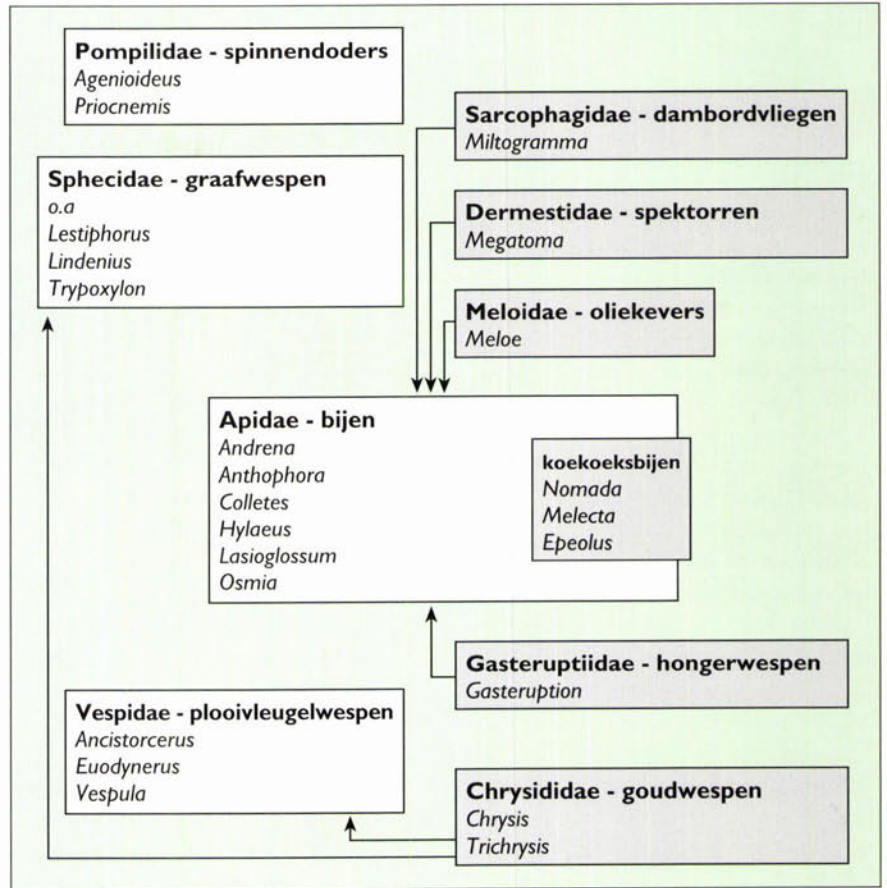 Pompilidae - spinnendoders
Agenioideus
Priocnemis
Sarcophagidae - dambordvliegen
Miltogramma
Sphecidae - graafwespen
o.a
Lestiphorus
Lindenius
Trypoxylon
Dermestidae - spektorren
Megatoma
Meloidae - oliekevers
Meloe
Apidae - bijen
Andrena
Anthophora
Colletes
Hylaeus
Lasioglossum
Osmia
koekoeksbijen
Nomada
Melecta
Epeolus
Gasteruptiidae - hongerwespen
Gasteruption
Vespidae - plooivleugelwespen
Ancistorcerus
Euodynerus
Vespula
Chrysididae - goudwespen
Chrysis
Trichrysis